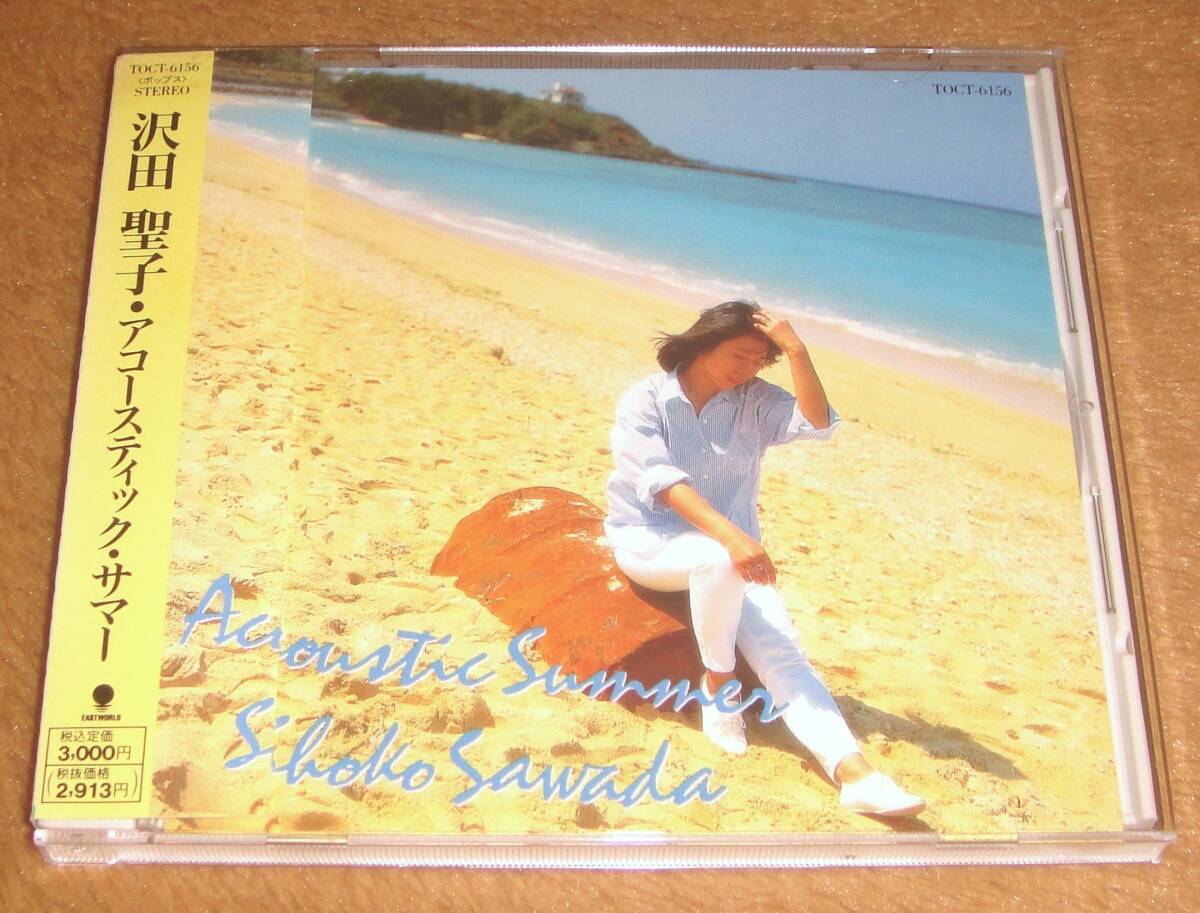 TOCT-6156
〈ポップス〉
STEREO
沢田 聖子・アコースティック・サマー
EASTWORLD
税込定価
3,000円
(税抜価格
2,913円)
TOCT-6156
Acoustic Summer
Sihoko Sawada